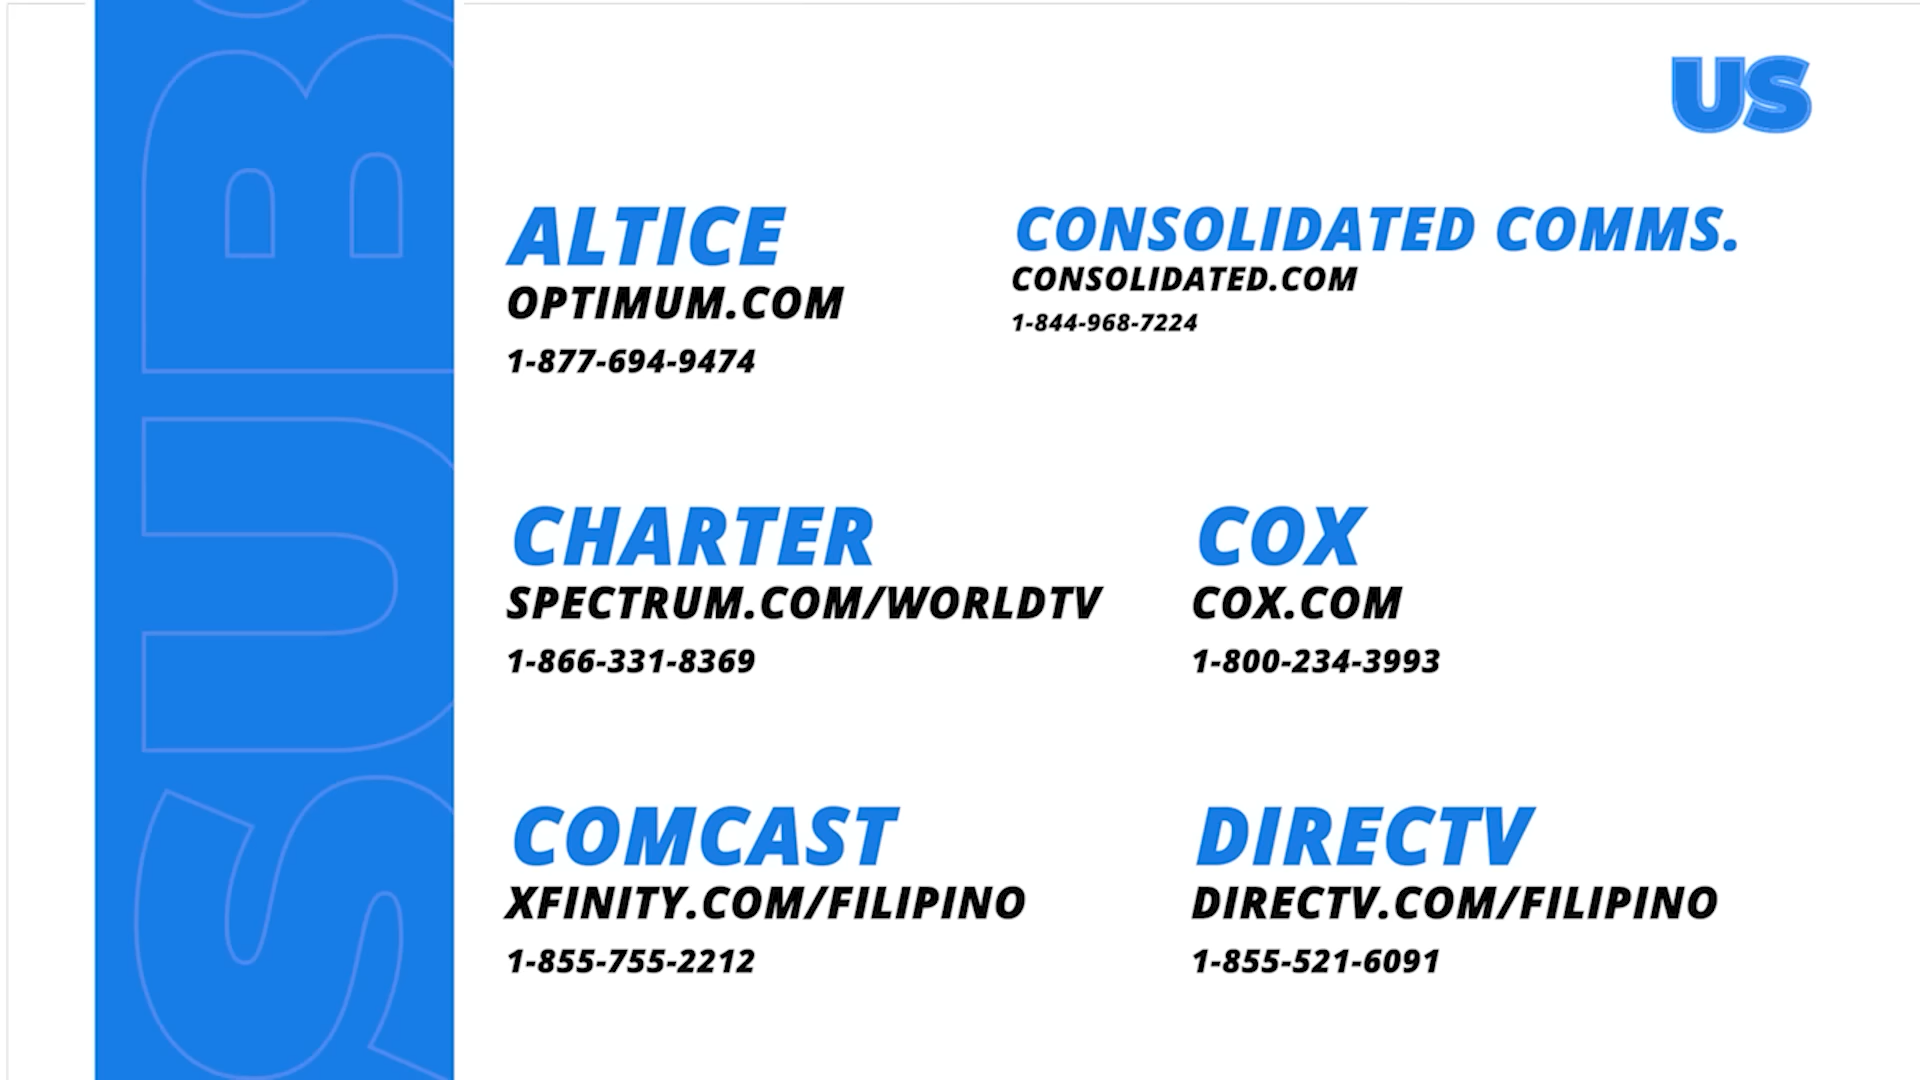 US
ALTICE
OPTIMUM.COM
1-877-694-9474
CONSOLIDATED COMMS.
CONSOLIDATED.COM
1-844-968-7224
CHARTER
SPECTRUM.COM/WORLDTV
1-866-331-8369
COX
COX.COM
1-800-234-3993
COMCAST
XFINITY.COM/FILIPINO
1-855-755-2212
DIRECTV
DIRECTV.COM/FILIPINO
1-855-521-6091
SUB